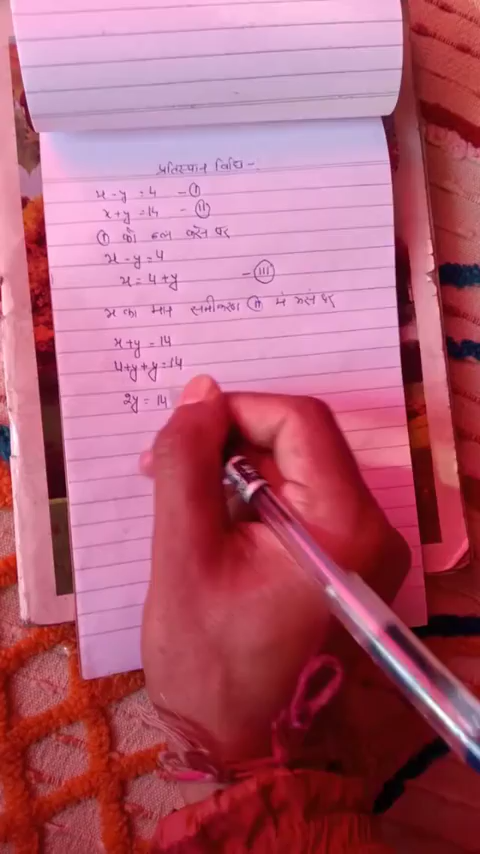 प्रतिस्थापन विधि -
x - y = 4 - (i)
x + y = 14 - (ii)
(i) को हल करने पर
x - y = 4
x = 4 + y - (iii)
x का मान समीकरण (ii) में रखने पर
x + y = 14
4 + y + y = 14
2y = 14